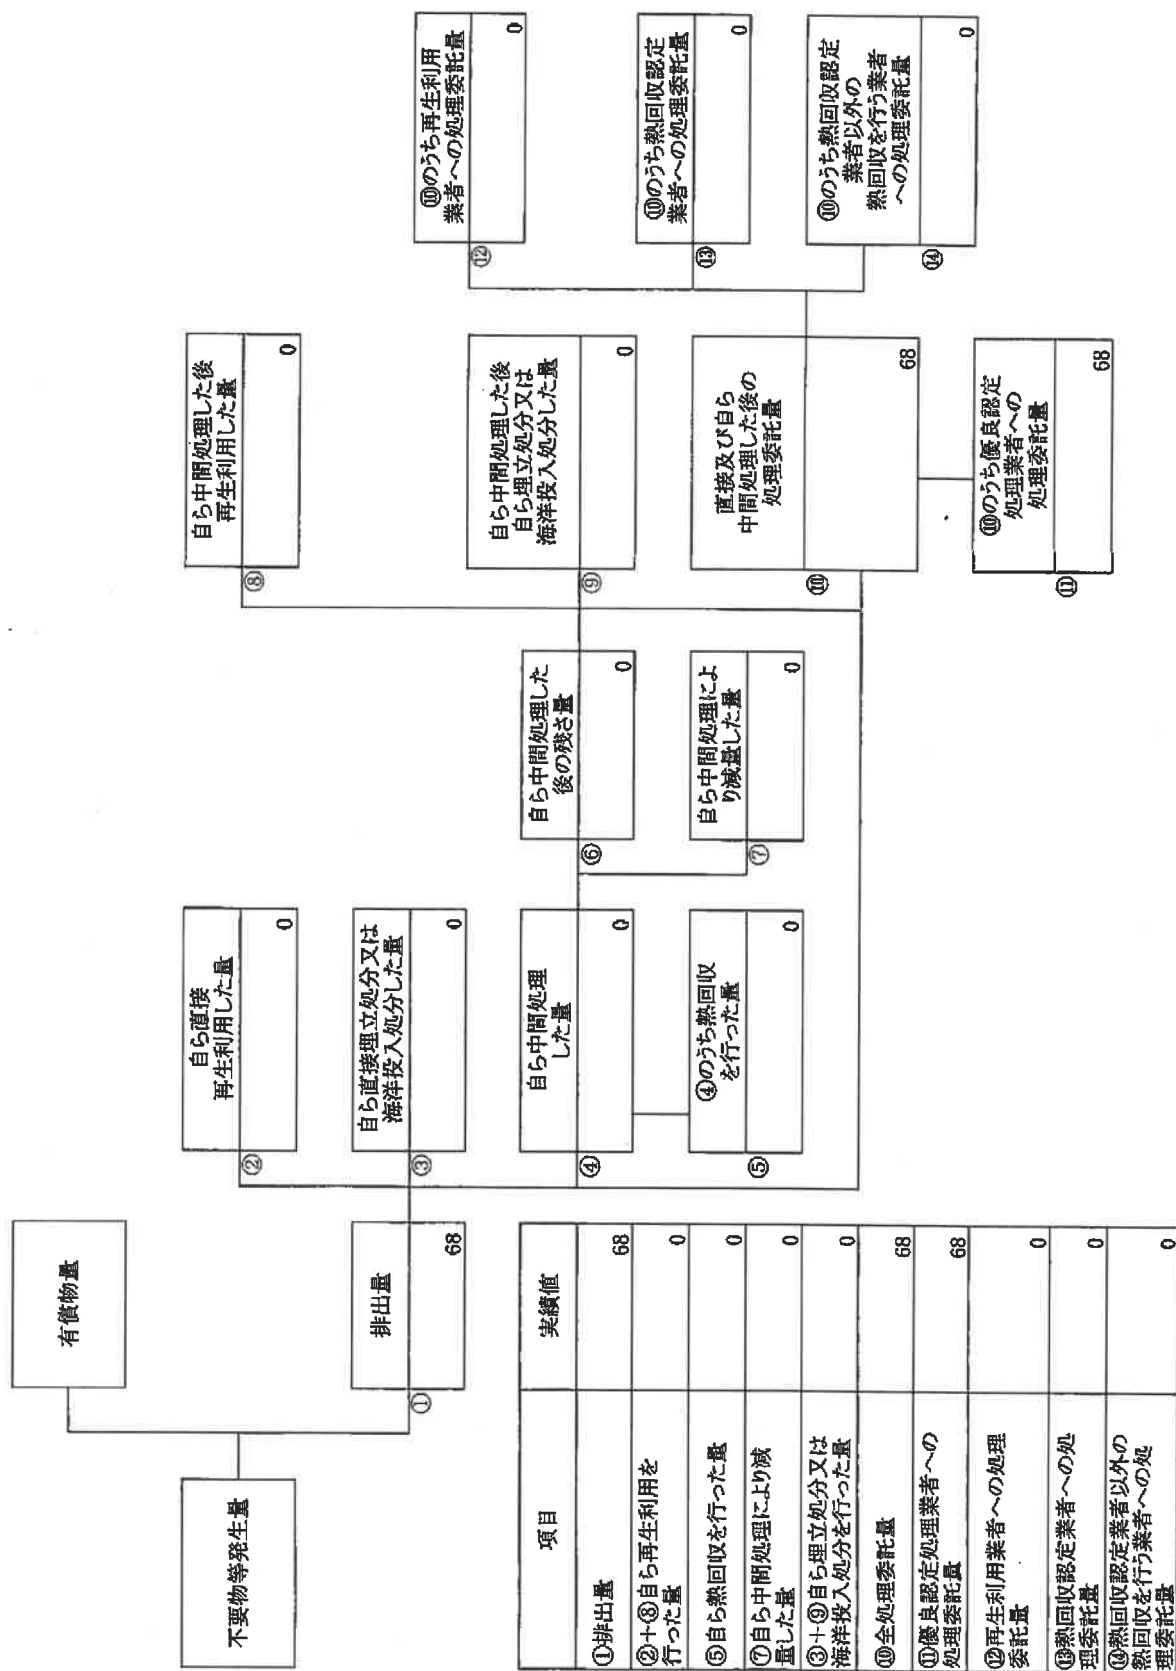 不要物等発生量
有償物量
排出量
①
68
自ら直接
再生利用した量
②
0
自ら直接埋立処分又は
海洋投入処分した量
③
0
自ら中間処理
した量
④
0
④のうち熱回収
を行った量
⑤
0
自ら中間処理した
後の残さ量
⑥
0
自ら中間処理によ
り減量した量
⑦
0
自ら中間処理した後
再生利用した量
⑧
0
自ら中間処理した後
自ら埋立処分又は
海洋投入処分した量
⑨
0
直接及び自ら
中間処理した後の
処理委託量
⑩
68
⑩のうち優良認定
処理業者への
処理委託量
⑪
68
⑩のうち再生利用
業者への処理委託量
⑫
0
⑩のうち熱回収認定
業者への処理委託量
⑬
0
⑩のうち熱回収認定
業者以外の
熱回収を行う業者
への処理委託量
⑭
0
項目 実績値
①排出量 68
②+⑧自ら再生利用を
行った量 0
⑤自ら熱回収を行った量 0
⑦自ら中間処理により減
量した量 0
③+⑨自ら埋立処分又は
海洋投入処分を行った量 0
⑩全処理委託量 68
⑪優良認定処理業者への
処理委託量 68
⑫再生利用業者への処理
委託量 0
⑬熱回収認定業者への処
理委託量 0
⑭熱回収認定業者以外の
熱回収を行う業者への処
理委託量 0